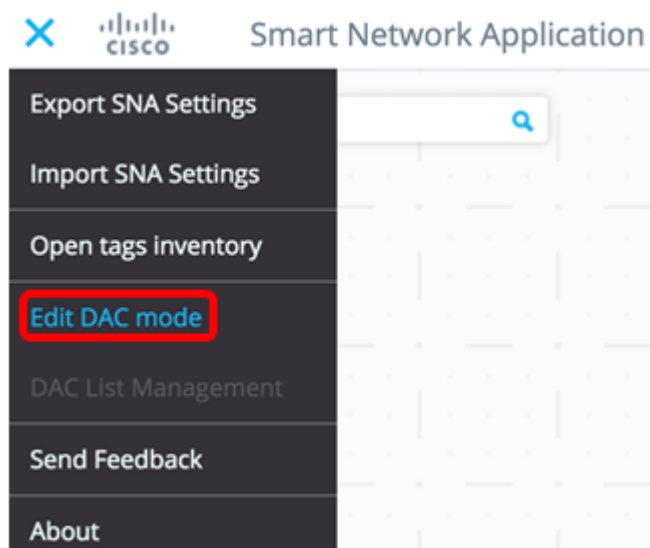 CISCO Smart Network Application
Export SNA Settings
Import SNA Settings
Open tags inventory
Edit DAC mode
DAC List Management
Send Feedback
About